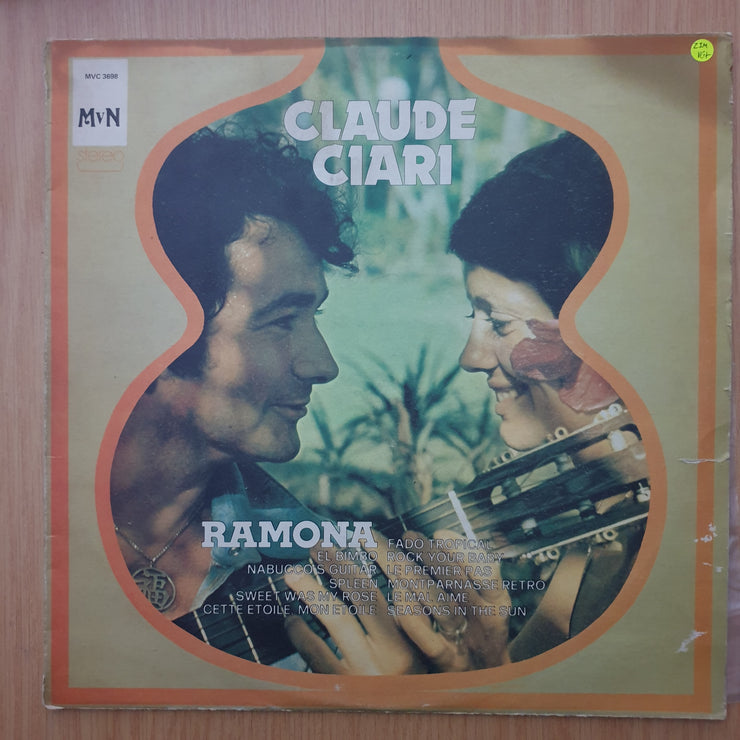 MVC 3698
MvN
stereo
CLAUDE
CIARI
RAMONA
EL BIMBO
NABUCCO'S GUITAR
SPLEEN
SWEET WAS MY ROSE
CETTE ETOILE, MON ETOILE
FADO TROPICAL
ROCK YOUR BABY
LE PREMIER PAS
MONTPARNASSE RETRO
LE MAL AIME
SEASONS IN THE SUN
福